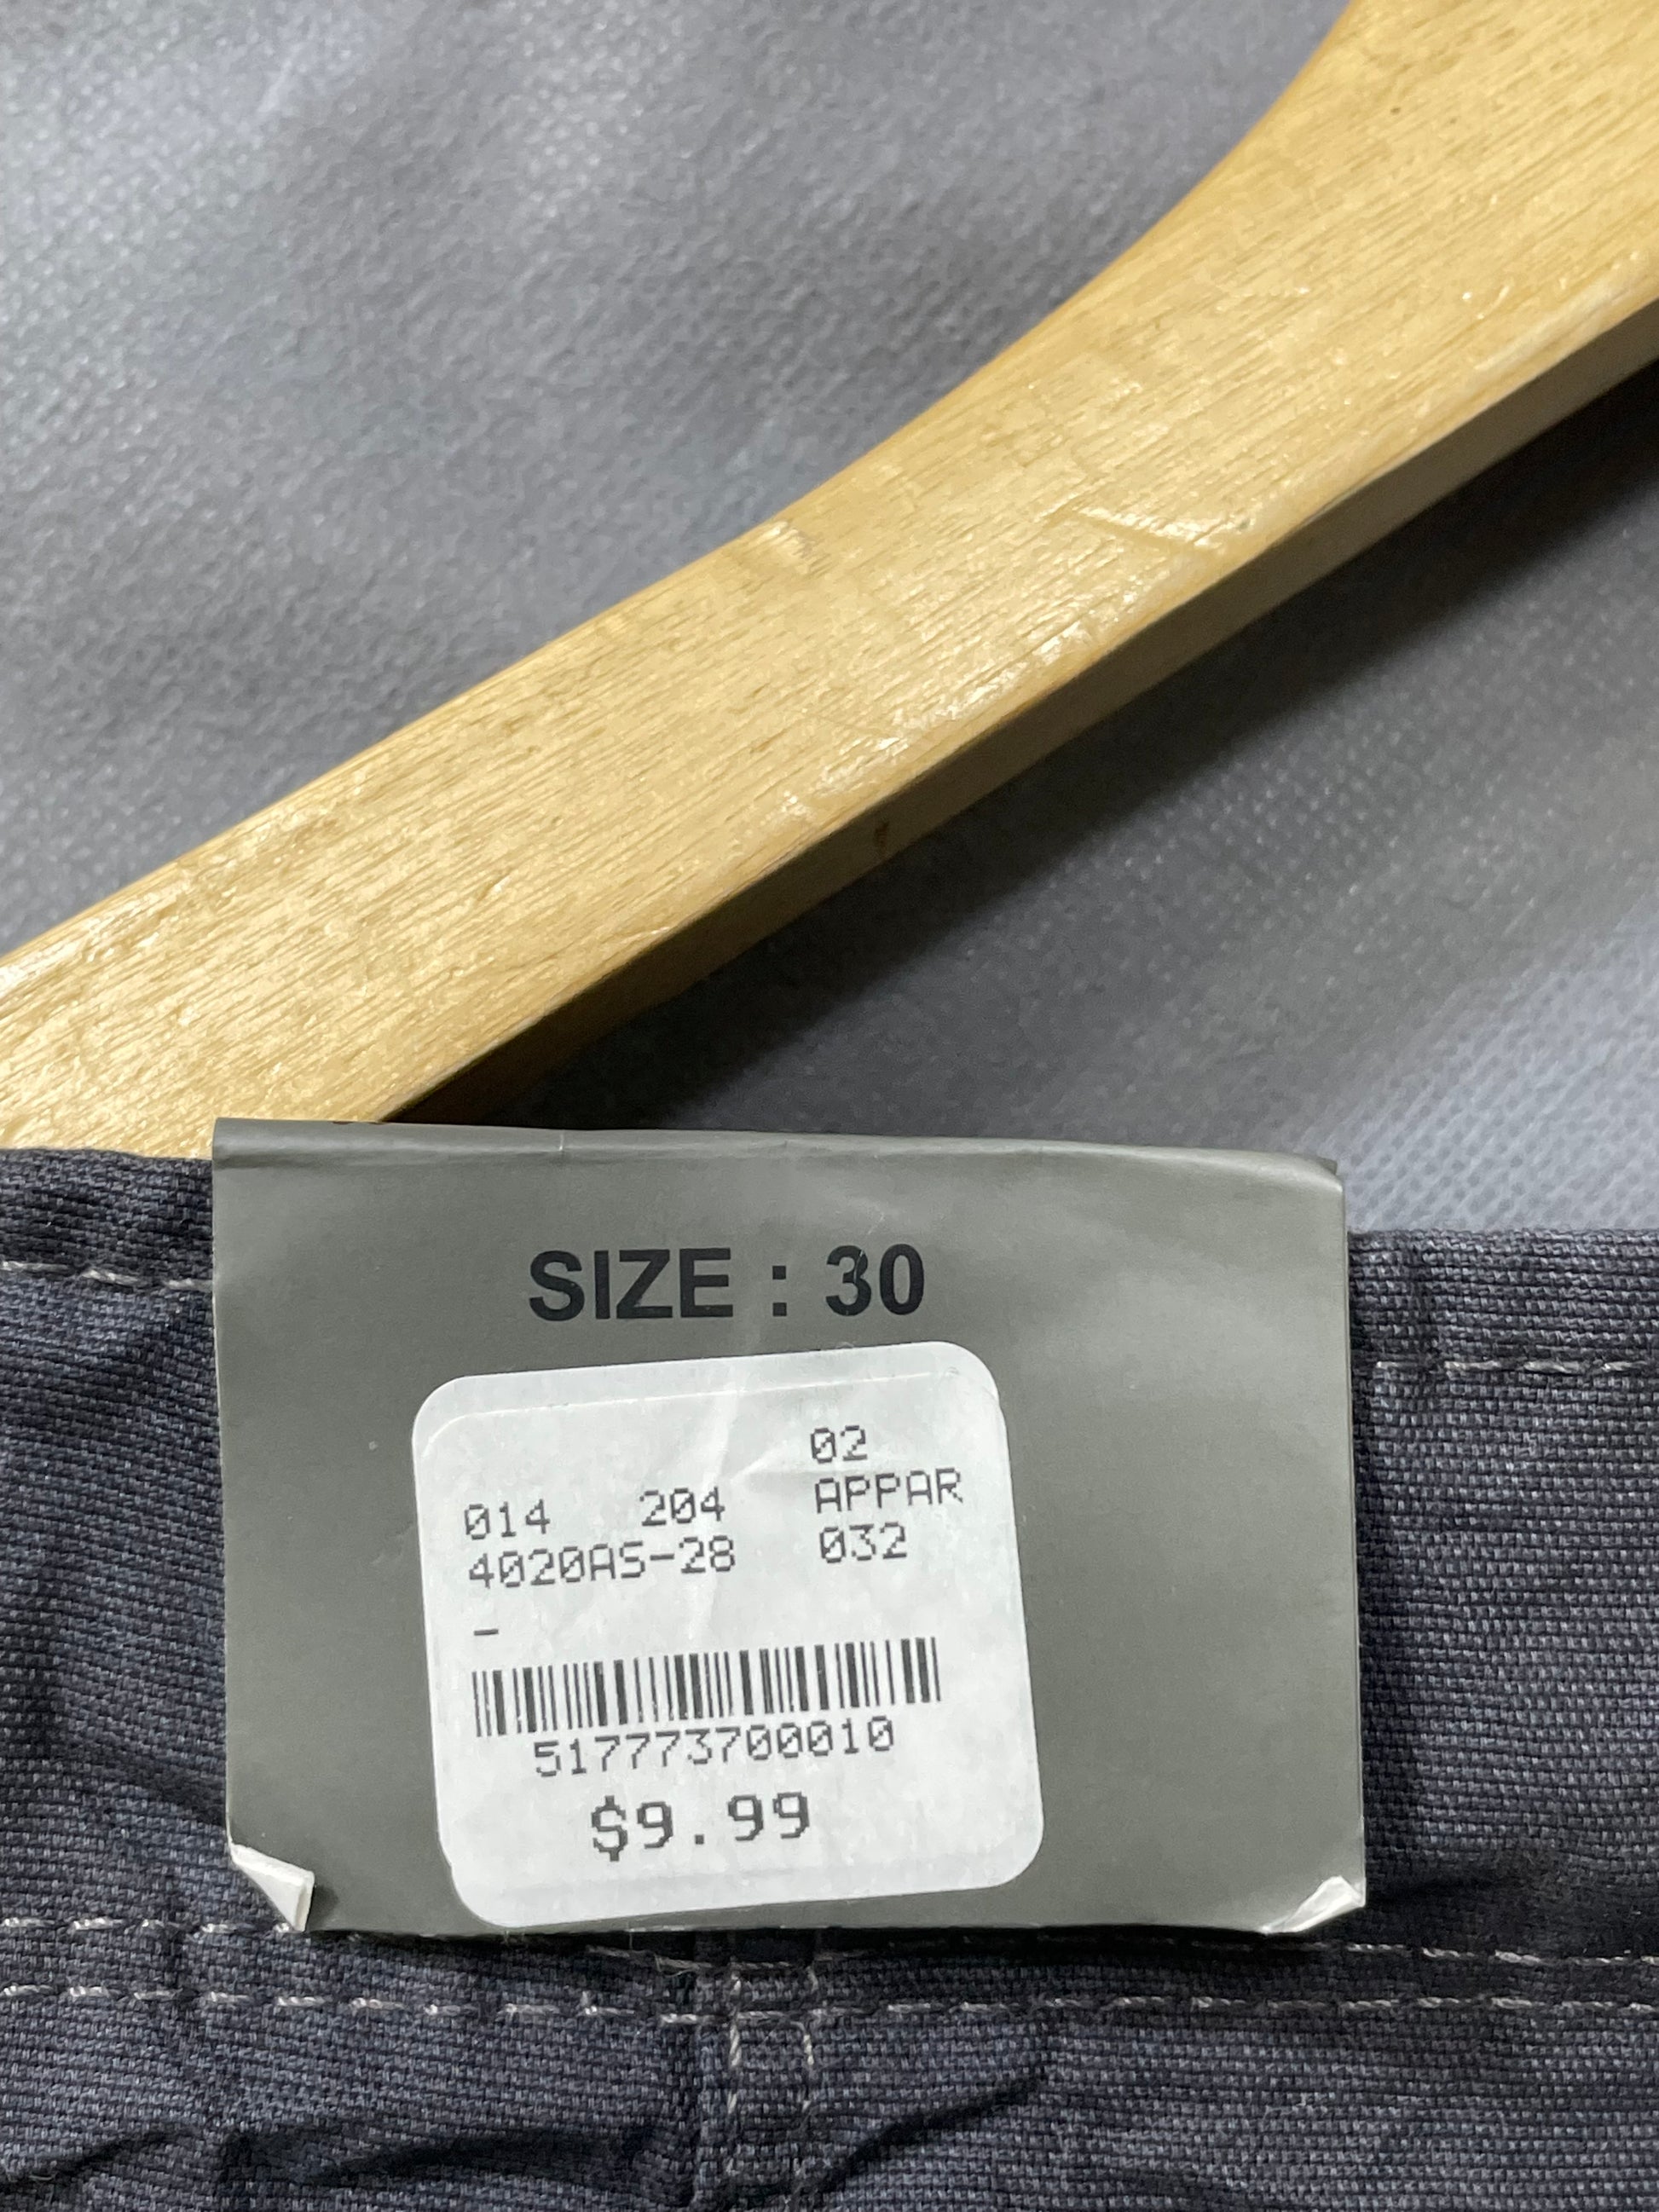 SIZE : 30
02
014 204 APPAR
4020AS-28 032
-
517773700010
$9.99